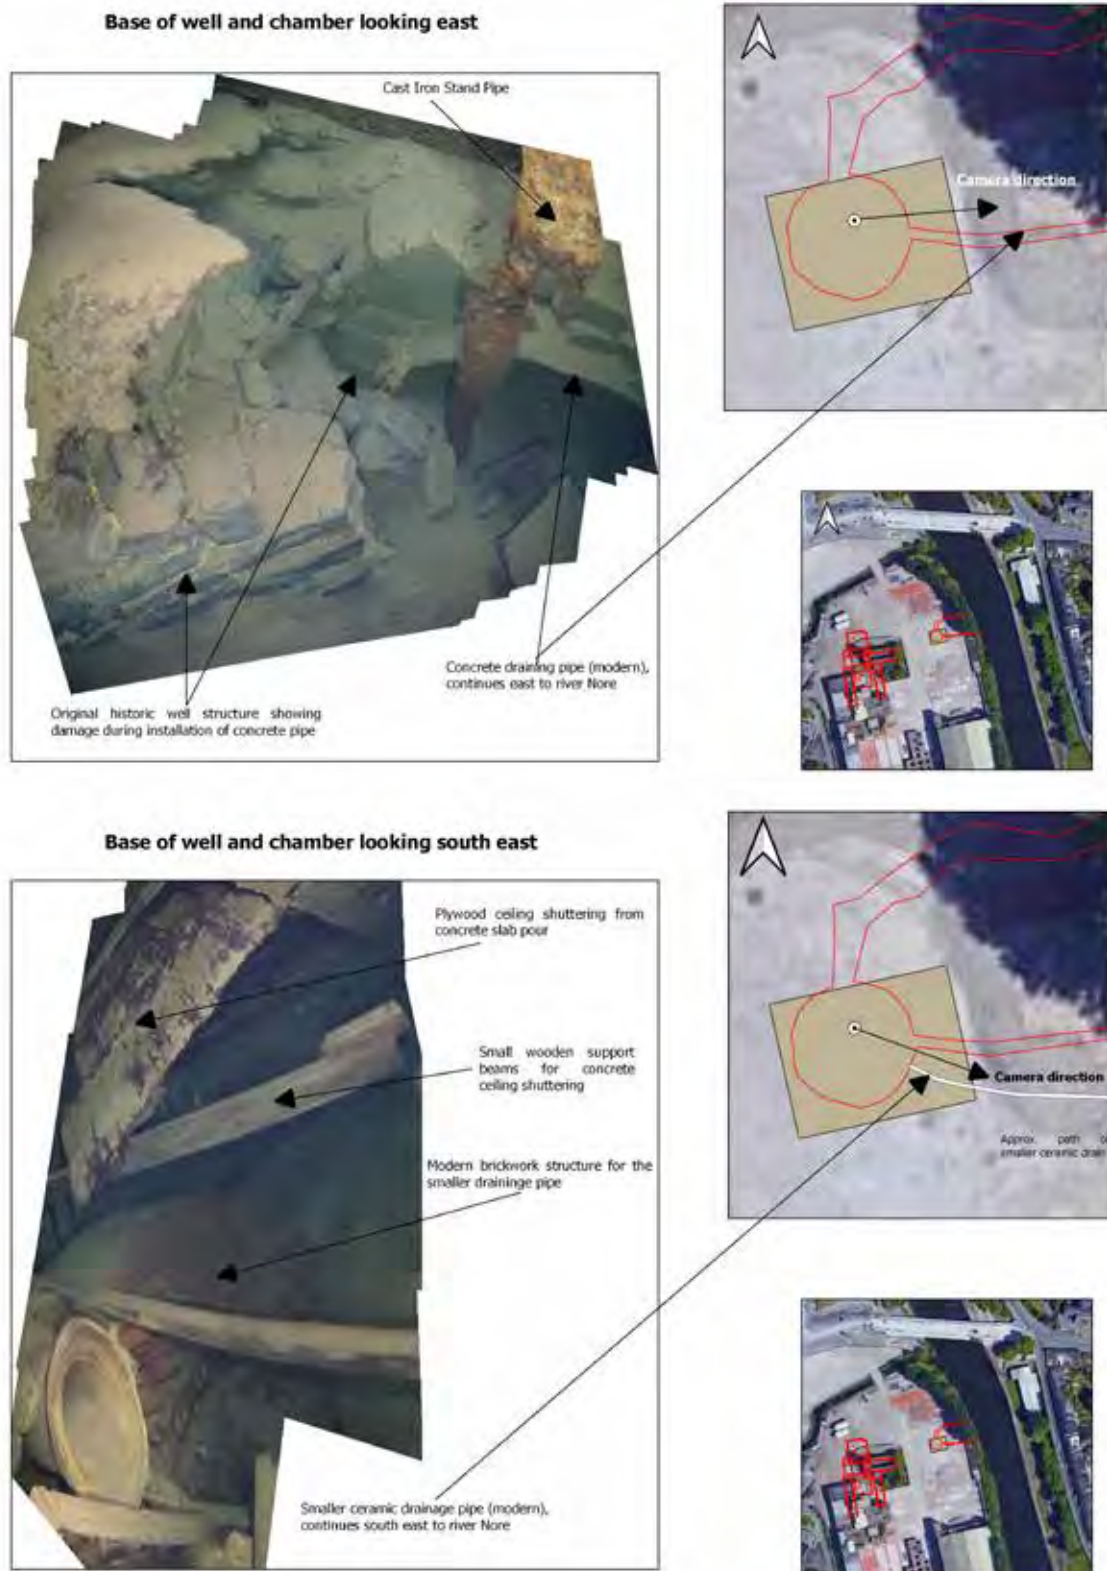 Base of well and chamber looking east
Cast Iron Stand Pipe
Camera direction
Concrete draining pipe (modern),
continues east to river Nore
Original historic well structure showing
damage during installation of concrete pipe
Base of well and chamber looking south east
Plywood ceiling shuttering from
concrete slab pour
Small wooden support
beams for concrete
ceiling shuttering
Camera direction
Approx. path
smaller ceramic drain
Modern brickwork structure for the
smaller draininge pipe
Smaller ceramic drainage pipe (modern),
continues south east to river Nore